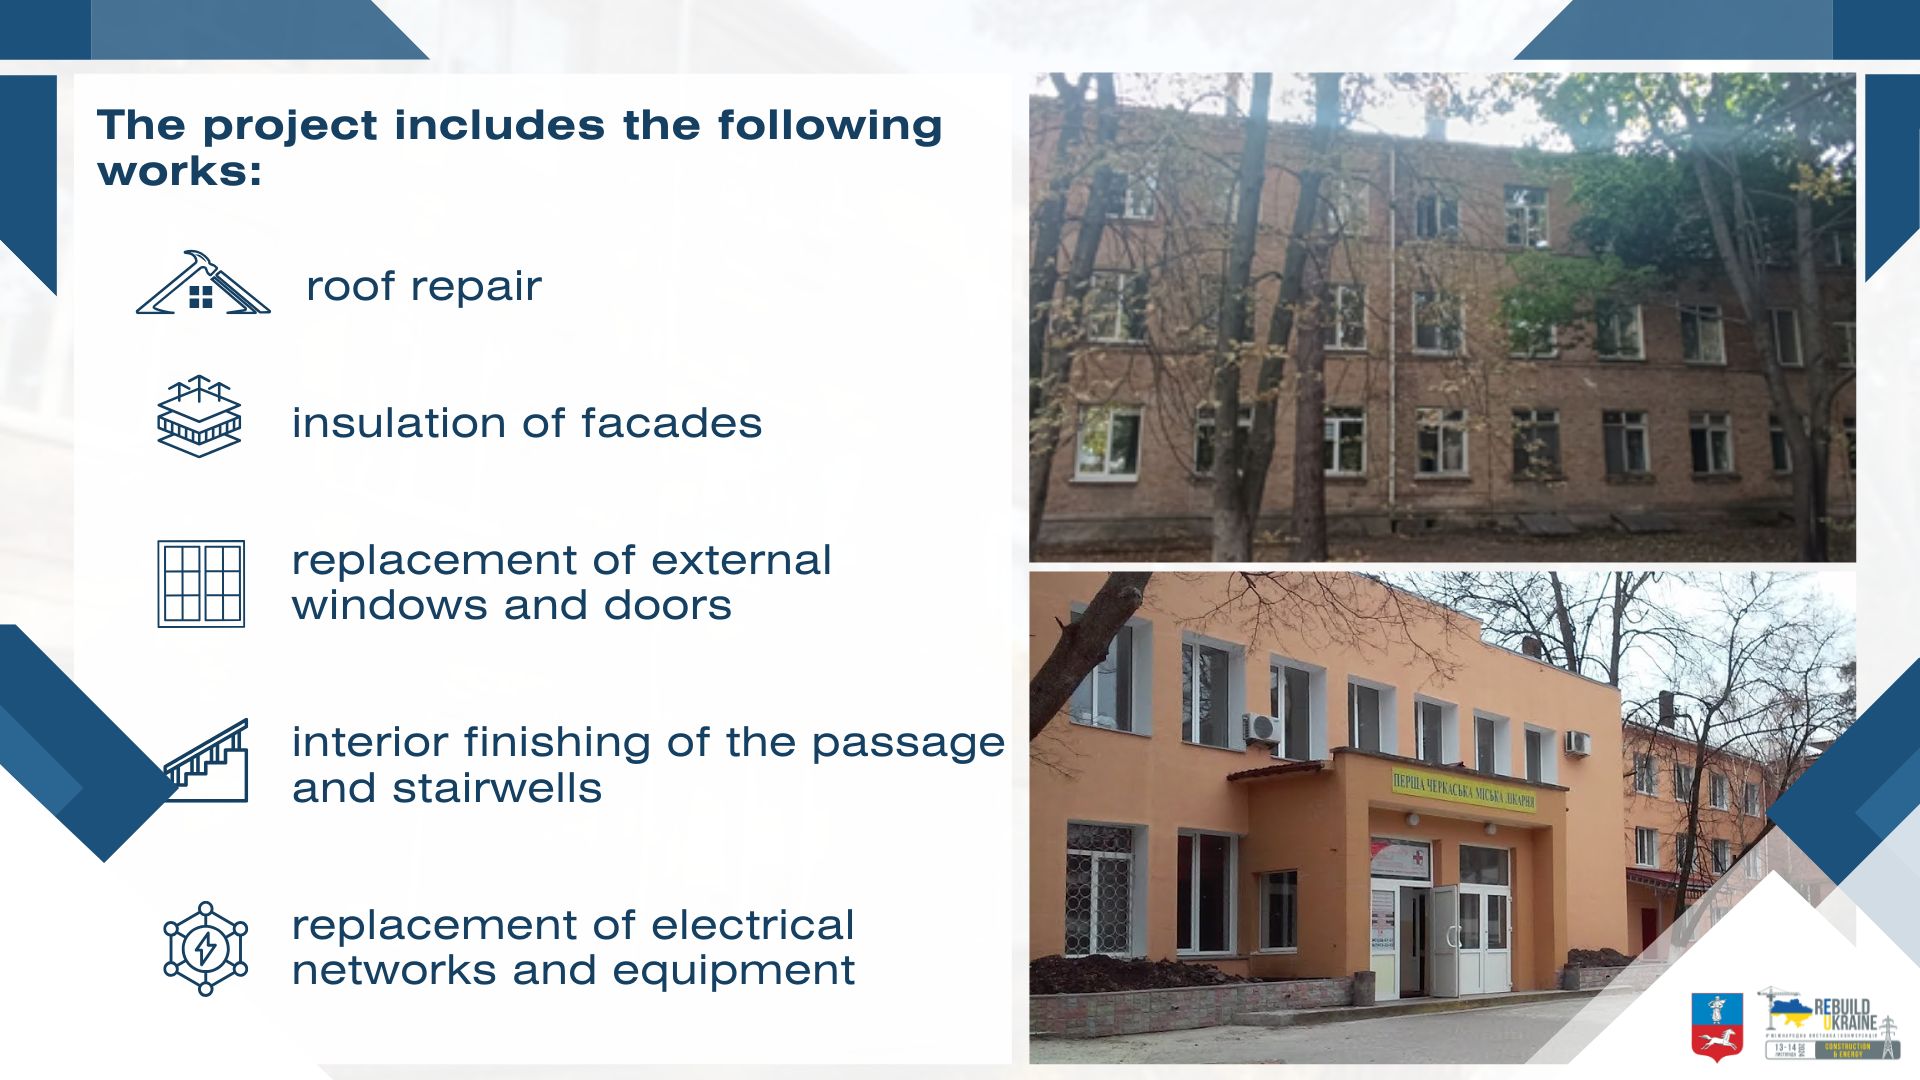 The project includes the following
works:
roof repair
insulation of facades
replacement of external
windows and doors
interior finishing of the passage
and stairwells
replacement of electrical
networks and equipment
ПЕРША ЧЕРКАСЬКА МІСЬКА ЛІКАРНЯ
REBUILD
UKRAINE
13-14
ЛИСТОПАДА
2024
CONSTRUCTION
& ENERGY